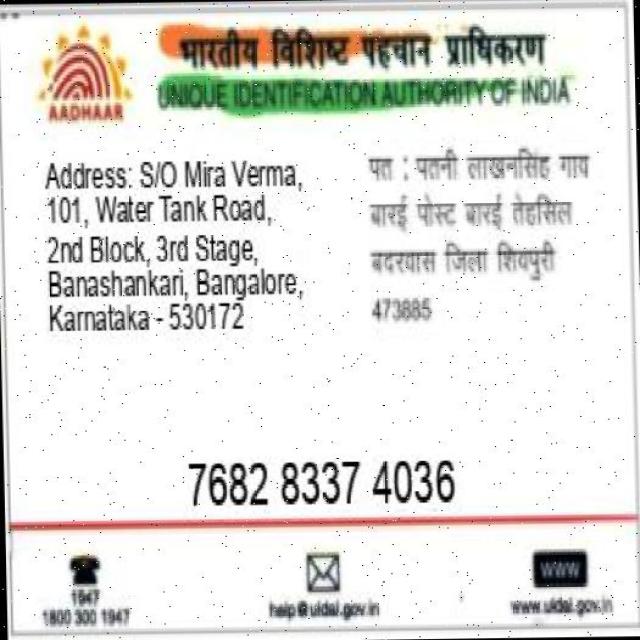 भारतीय विशिष्ट पहचान प्राधिकरण
UNIQUE IDENTIFICATION AUTHORITY OF INDIA
AADHAAR
Address: S/O Mira Verma,
101, Water Tank Road,
2nd Block, 3rd Stage,
Banashankari, Bangalore,
Karnataka - 530172
पत : पतनी लाखनसिंह गाव
बारई पोस्ट बारई तेहसिल
बदरवास जिला शिवपुरी
473885
7682 8337 4036
1947
1800 300 1947
help@uidai.gov.in
www
www.uidai.gov.in